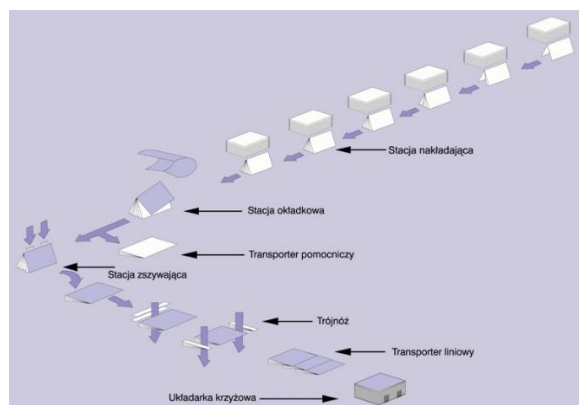 Stacja nakładająca
Stacja okładkowa
Transporter pomocniczy
Stacja zszywająca
Trójnóż
Transporter liniowy
Układarka krzyżowa